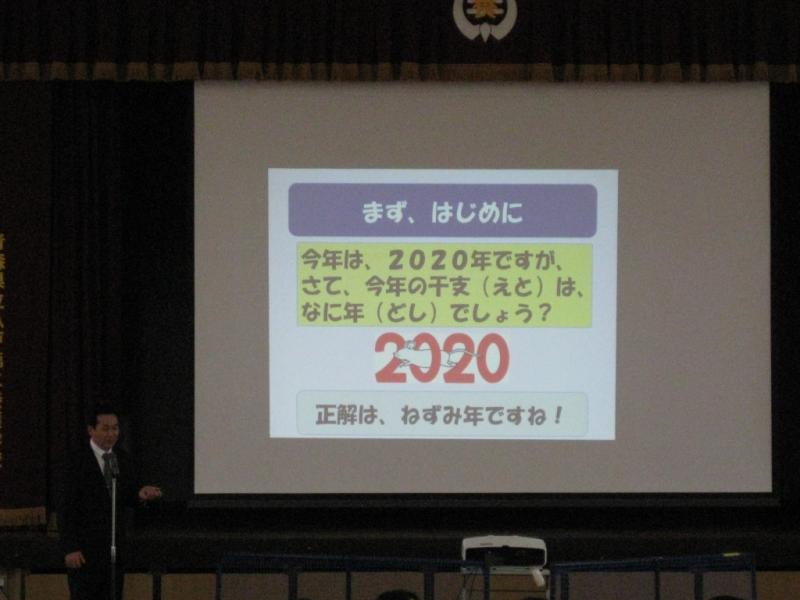 まず、はじめに
今年は、２０２０年ですが、
さて、今年の干支（えと）は、
なに年（どし）でしょう？
2020
正解は、ねずみ年ですね！